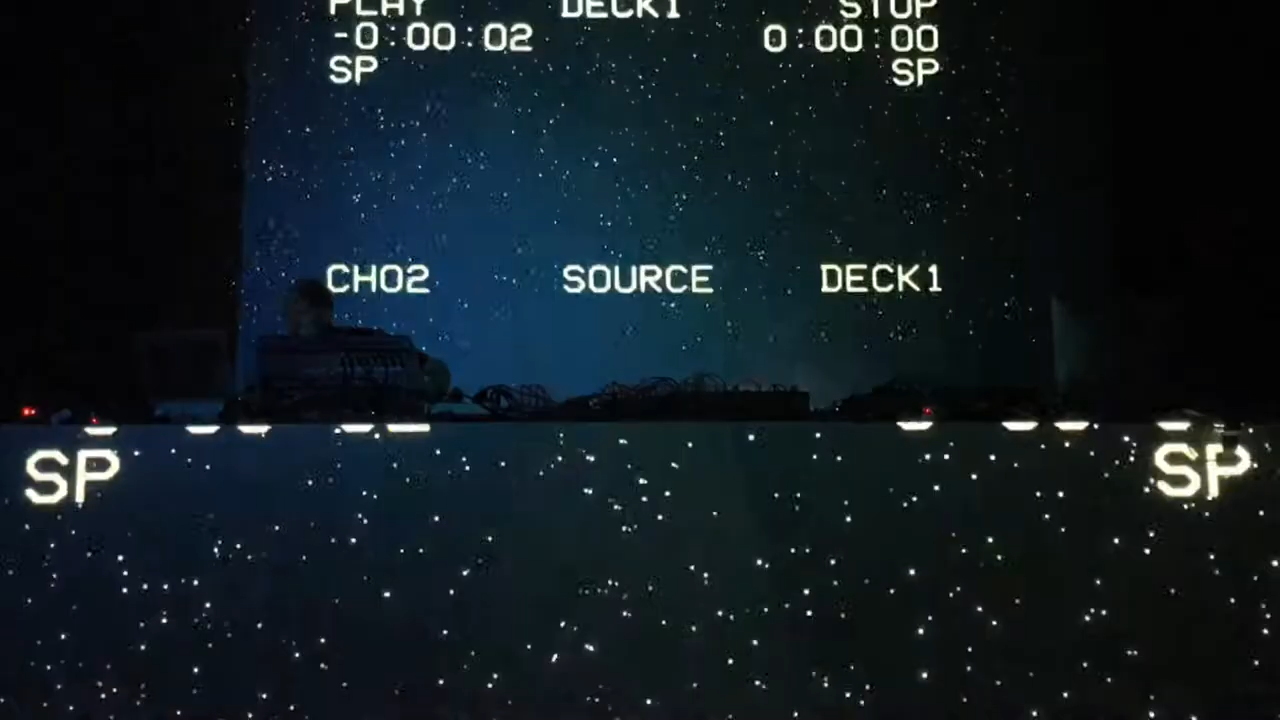 PLAY DECK1 STOP
-0:00:02 0:00:00
SP SP
CH02 SOURCE DECK1
SP SP